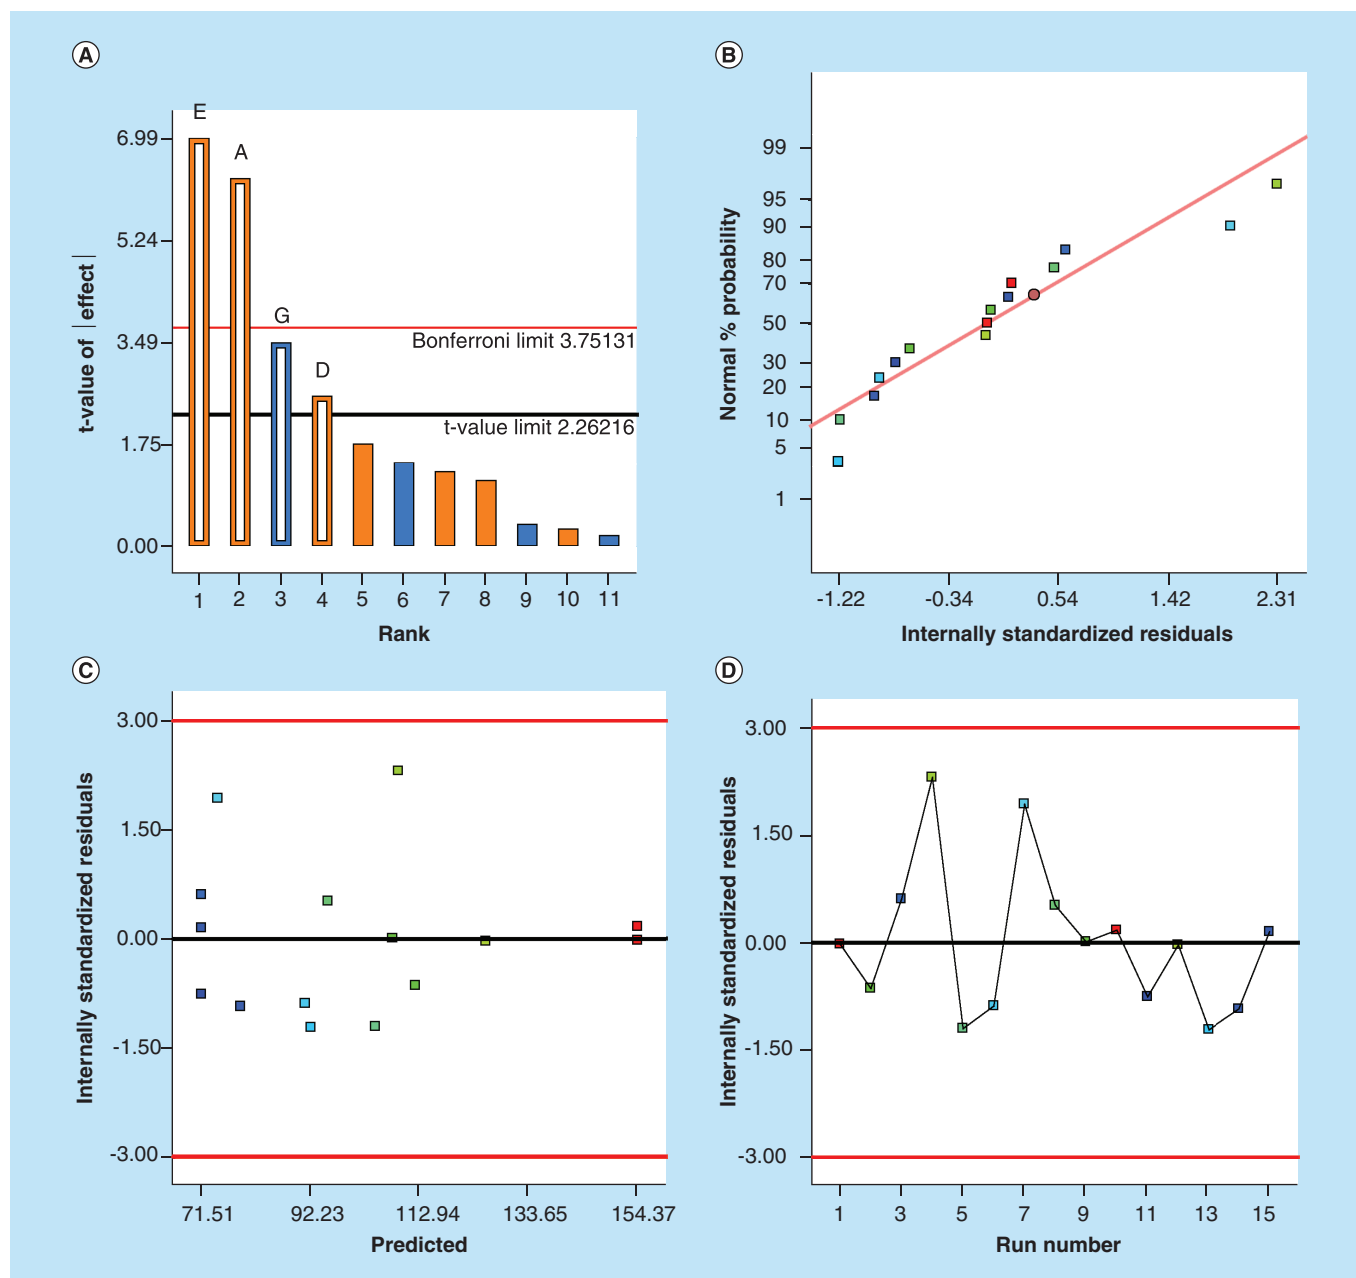 A
E
A
G
D
6.99
5.24
3.49
1.75
0.00
t-value of |effect|
Bonferroni limit 3.75131
t-value limit 2.26216
1 2 3 4 5 6 7 8 9 10 11
Rank
B
99
95
90
80
70
50
30
20
10
5
1
Normal % probability
-1.22 -0.34 0.54 1.42 2.31
Internally standardized residuals
C
3.00
1.50
0.00
-1.50
-3.00
Internally standardized residuals
71.51 92.23 112.94 133.65 154.37
Predicted
D
3.00
1.50
0.00
-1.50
-3.00
Internally standardized residuals
1 3 5 7 9 11 13 15
Run number